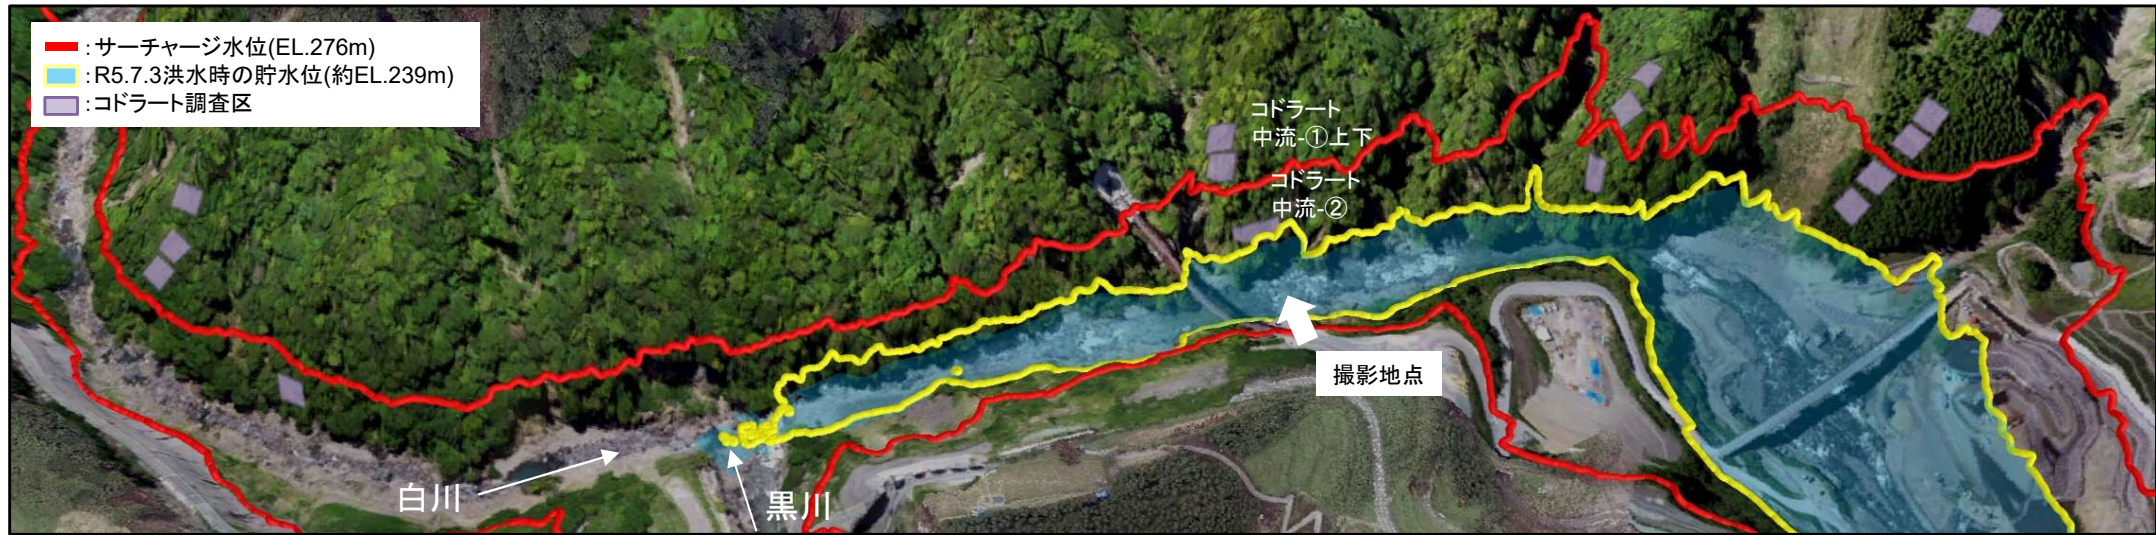 :サーチャージ水位(EL.276m)
:R5.7.3洪水時の貯水位(約EL.239m)
:コドラート調査区
コドラート
中流-①上下
コドラート
中流-②
撮影地点
白川
黒川